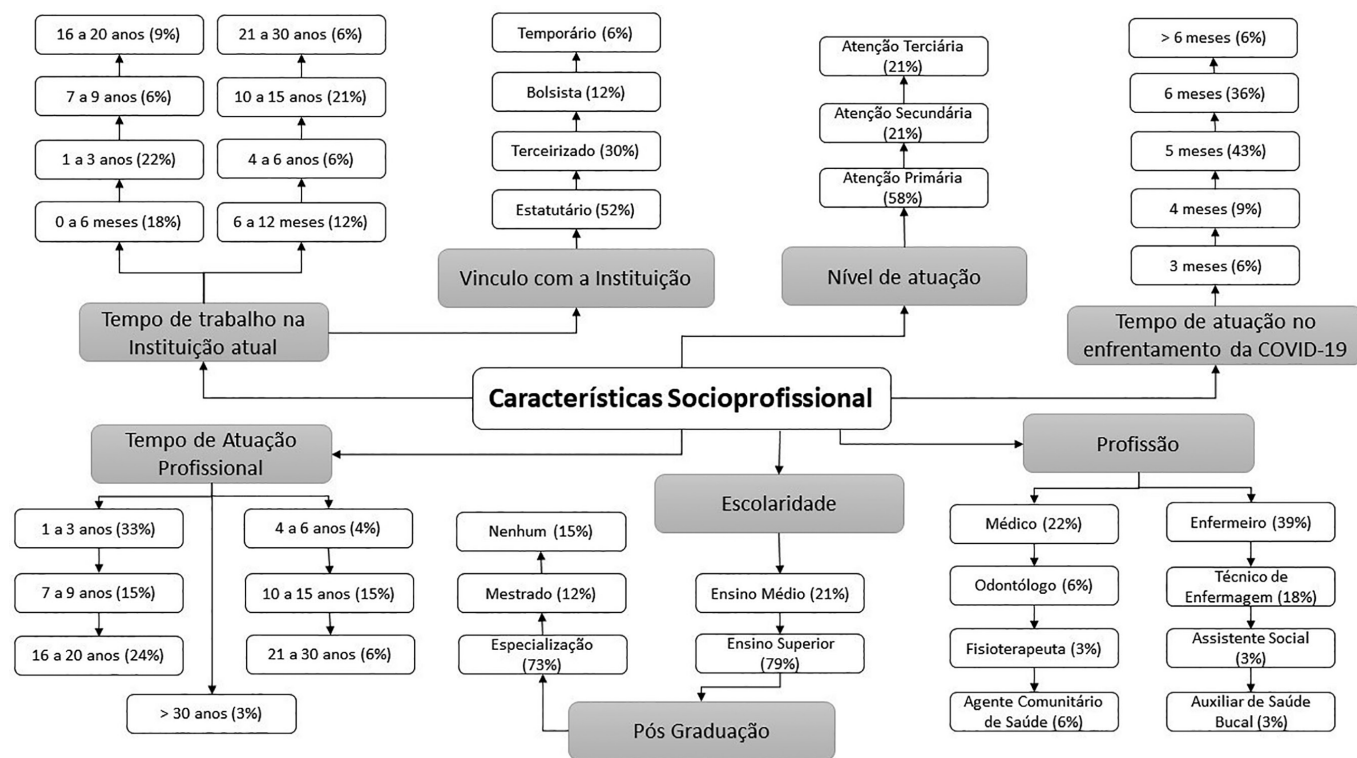 16 a 20 anos (9%)
21 a 30 anos (6%)
7 a 9 anos (6%)
10 a 15 anos (21%)
1 a 3 anos (22%)
4 a 6 anos (6%)
0 a 6 meses (18%)
6 a 12 meses (12%)
Tempo de trabalho na
Instituição atual
Temporário (6%)
Bolsista (12%)
Terceirizado (30%)
Estatutário (52%)
Vinculo com a Instituição
Atenção Terciária
(21%)
Atenção Secundária
(21%)
Atenção Primária
(58%)
Nível de atuação
> 6 meses (6%)
6 meses (36%)
5 meses (43%)
4 meses (9%)
3 meses (6%)
Tempo de atuação no
enfrentamento da COVID-19
Características Socioprofissional
Tempo de Atuação
Profissional
1 a 3 anos (33%)
4 a 6 anos (4%)
7 a 9 anos (15%)
10 a 15 anos (15%)
16 a 20 anos (24%)
21 a 30 anos (6%)
> 30 anos (3%)
Escolaridade
Ensino Médio (21%)
Ensino Superior
(79%)
Pós Graduação
Nenhum (15%)
Mestrado (12%)
Especialização
(73%)
Profissão
Médico (22%)
Enfermeiro (39%)
Odontólogo (6%)
Técnico de
Enfermagem (18%)
Fisioterapeuta (3%)
Assistente Social
(3%)
Agente Comunitário
de Saúde (6%)
Auxiliar de Saúde
Bucal (3%)